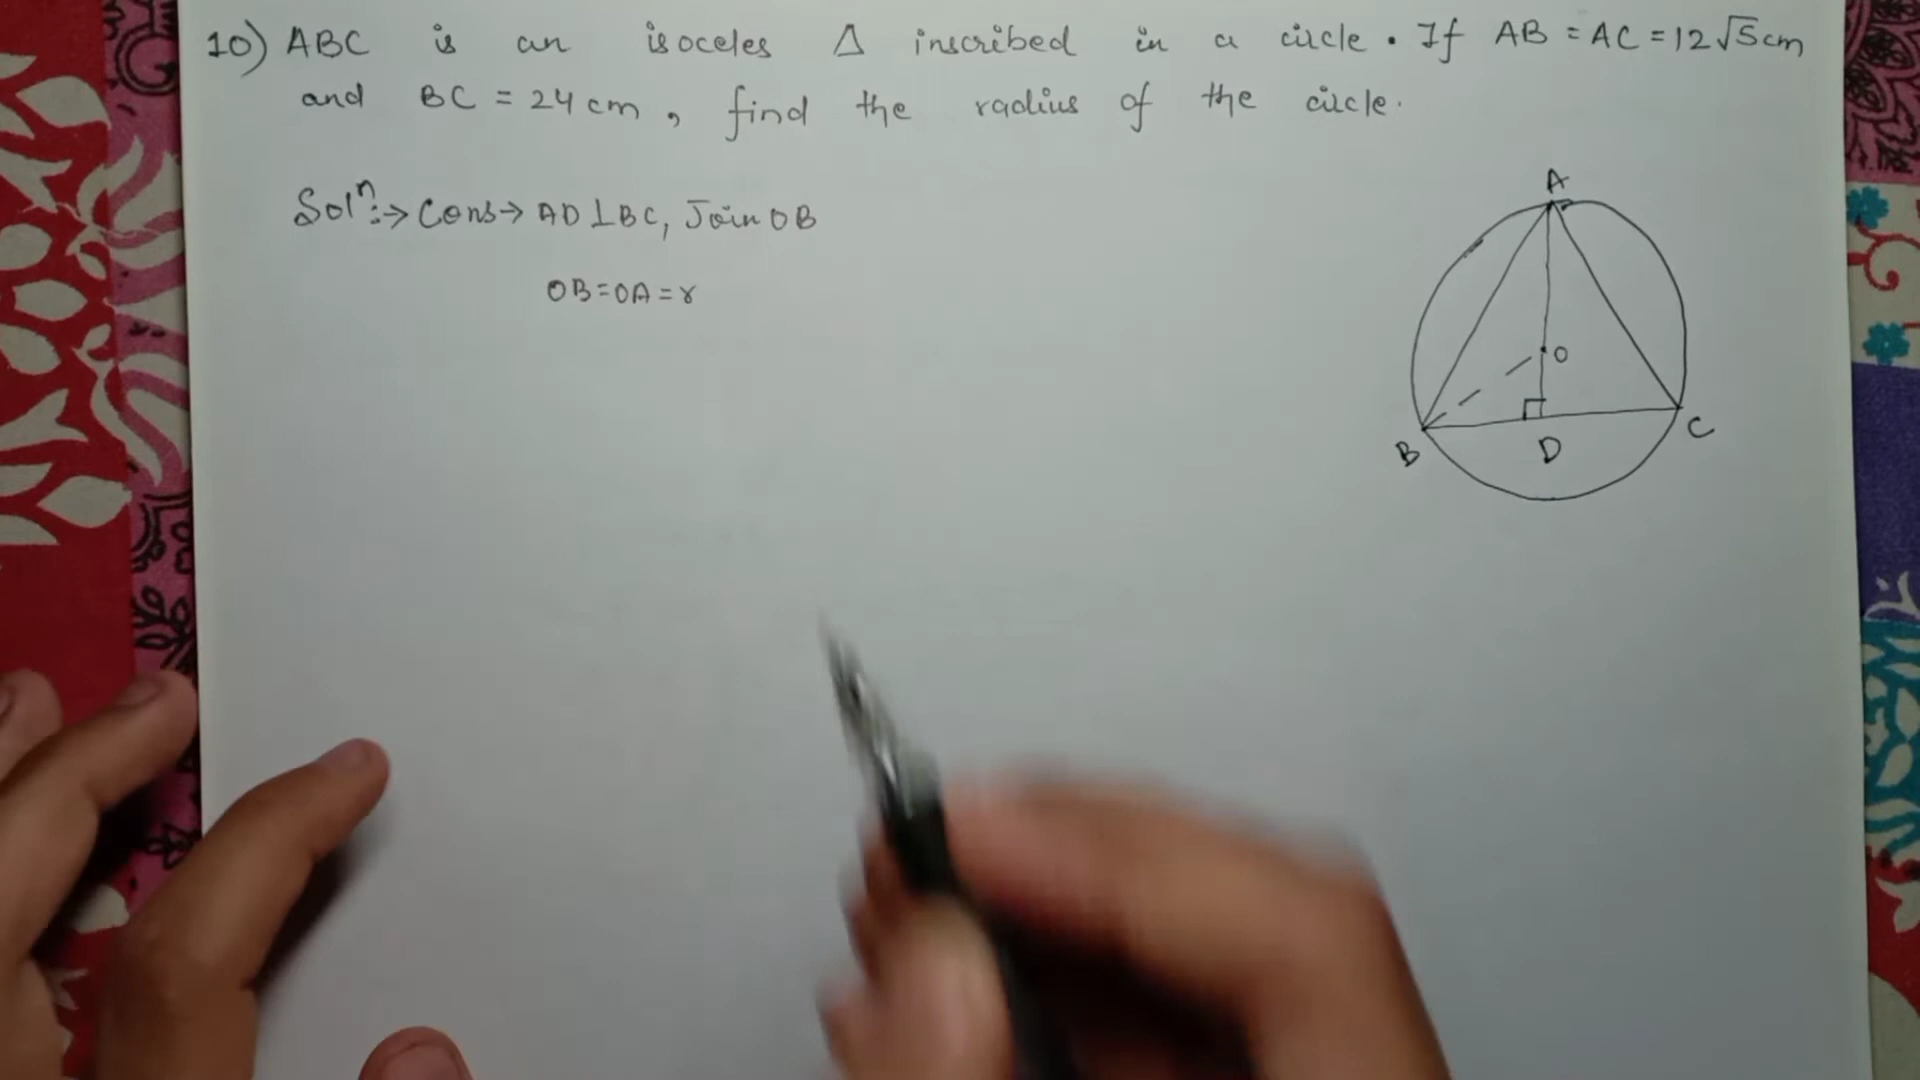 10) ABC is an isoceles Δ inscribed in a circle. If AB = AC = 12√5 cm
and BC = 24 cm, find the radius of the circle.
Solⁿ:→ Cons → AD ⊥ BC, Join OB
OB = OA = r
A
O
B
D
C